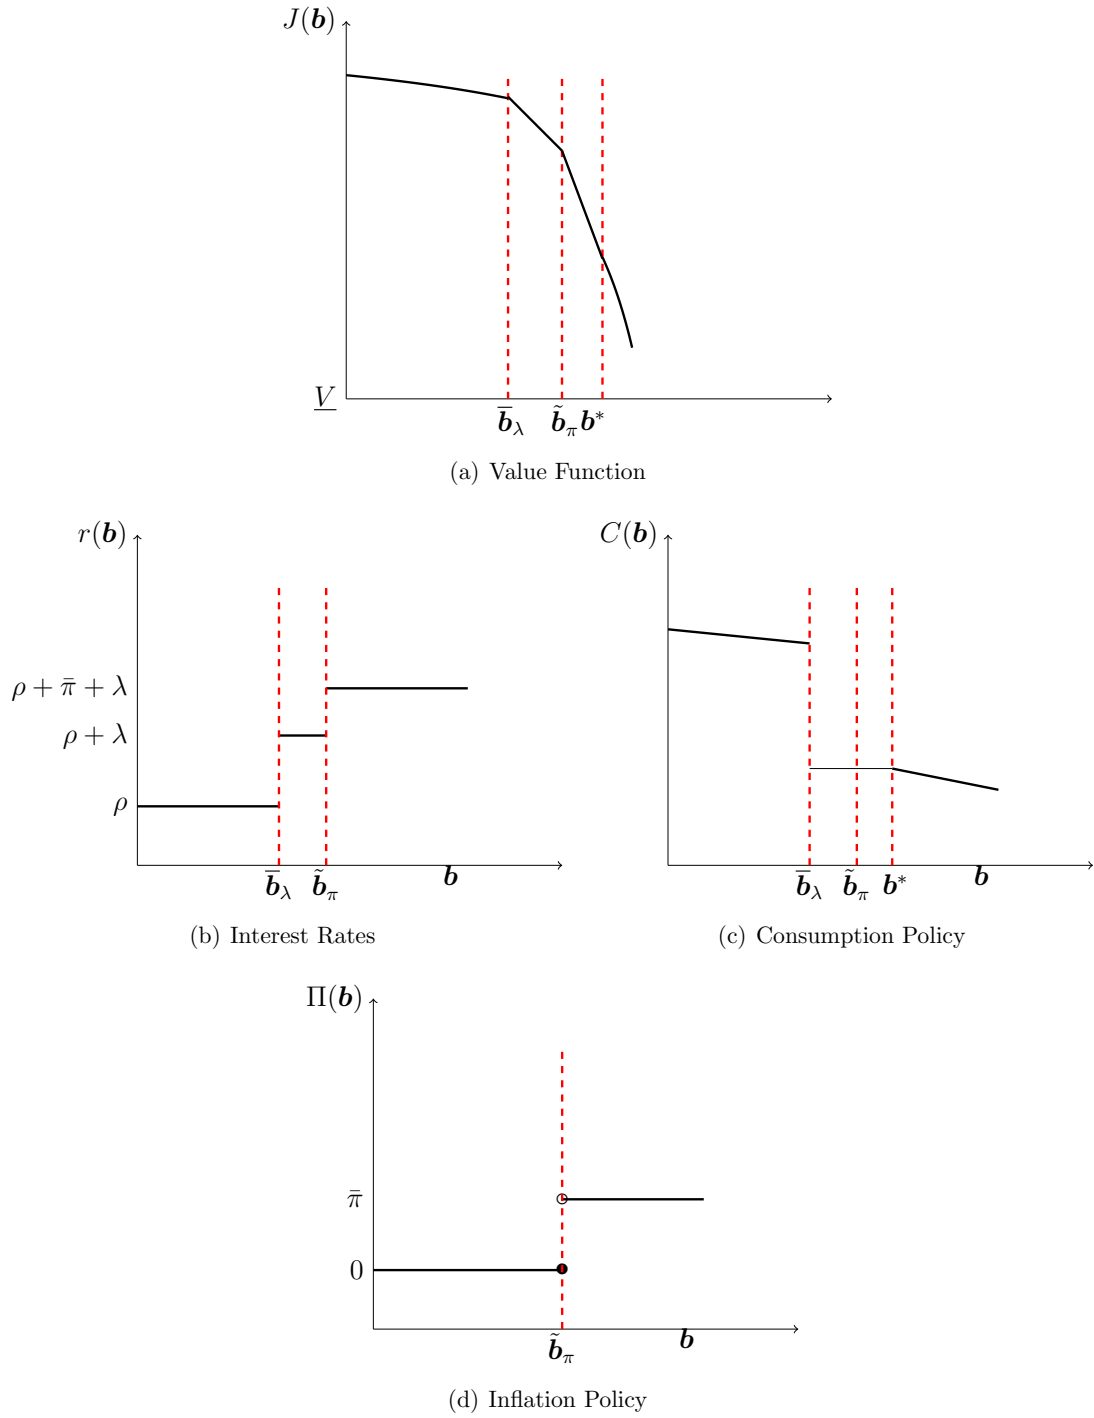 J(b)
V
b̅_λ b̃_π b*
(a) Value Function
r(b)
ρ + π̄ + λ
ρ + λ
ρ
b̅_λ b̃_π b
(b) Interest Rates
C(b)
b̅_λ b̃_π b* b
(c) Consumption Policy
Π(b)
π̄
0
b̃_π b
(d) Inflation Policy